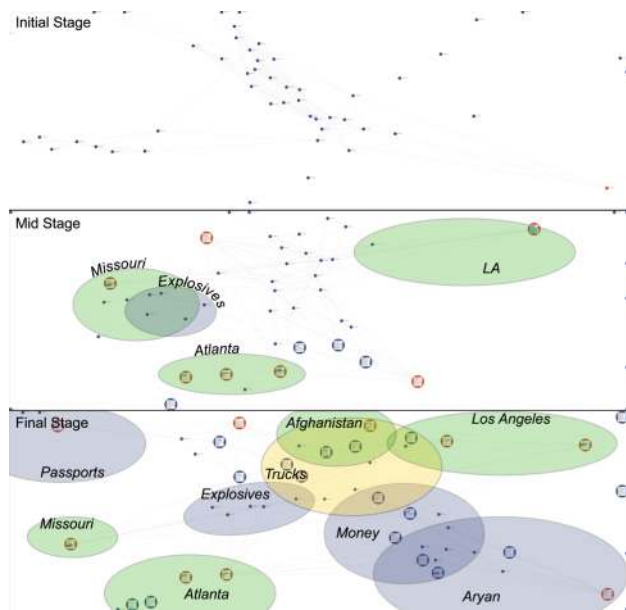 Initial Stage
Mid Stage
Missouri
Explosives
LA
Atlanta
Final Stage
Afghanistan
Los Angeles
Passports
Trucks
Explosives
Missouri
Money
Atlanta
Aryan